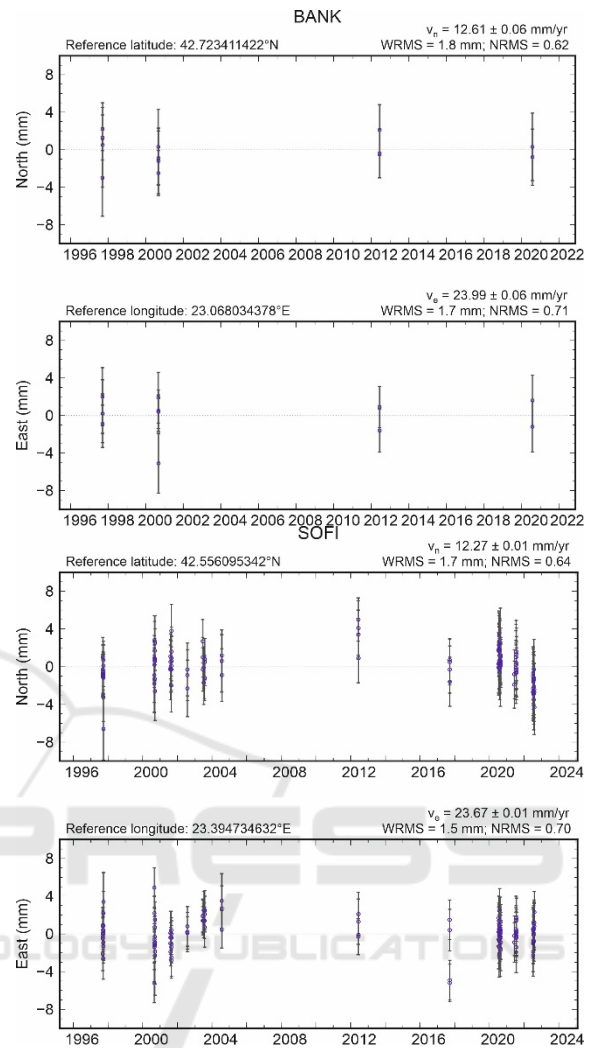 BANK
vₙ = 12.61 ± 0.06 mm/yr
Reference latitude: 42.723411422°N WRMS = 1.8 mm; NRMS = 0.62
8
4
0
−4
−8
North (mm)
1996 1998 2000 2002 2004 2006 2008 2010 2012 2014 2016 2018 2020 2022
vₑ = 23.99 ± 0.06 mm/yr
Reference longitude: 23.068034378°E WRMS = 1.7 mm; NRMS = 0.71
8
4
0
−4
−8
East (mm)
1996 1998 2000 2002 2004 2006 2008 2010 2012 2014 2016 2018 2020 2022
SOFI
vₙ = 12.27 ± 0.01 mm/yr
Reference latitude: 42.556095342°N WRMS = 1.7 mm; NRMS = 0.64
8
4
0
−4
−8
North (mm)
1996 2000 2004 2008 2012 2016 2020 2024
vₑ = 23.67 ± 0.01 mm/yr
Reference longitude: 23.394734632°E WRMS = 1.5 mm; NRMS = 0.70
8
4
0
−4
−8
East (mm)
1996 2000 2004 2008 2012 2016 2020 2024
PRESS
PUBLICATIONS